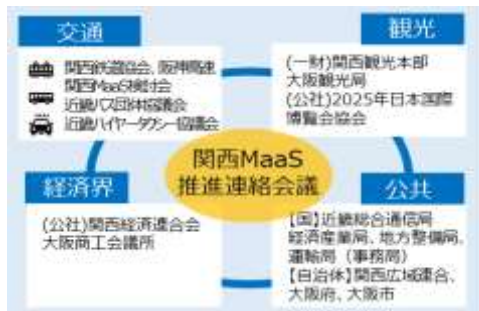 交通
関西鉄道協会、阪神高速
関西MaaS検討会
近畿バス団体協議会
近畿ハイヤータクシー協議会
観光
(一財)関西観光本部
大阪観光局
(公社)2025年日本国際
博覧会協会
関西MaaS
推進連絡会議
経済界
(公社)関西経済連合会
大阪商工会議所
公共
【国】近畿総合通信局
経済産業局、地方整備局、
運輸局（事務局）
【自治体】関西広域連合、
大阪府、大阪市